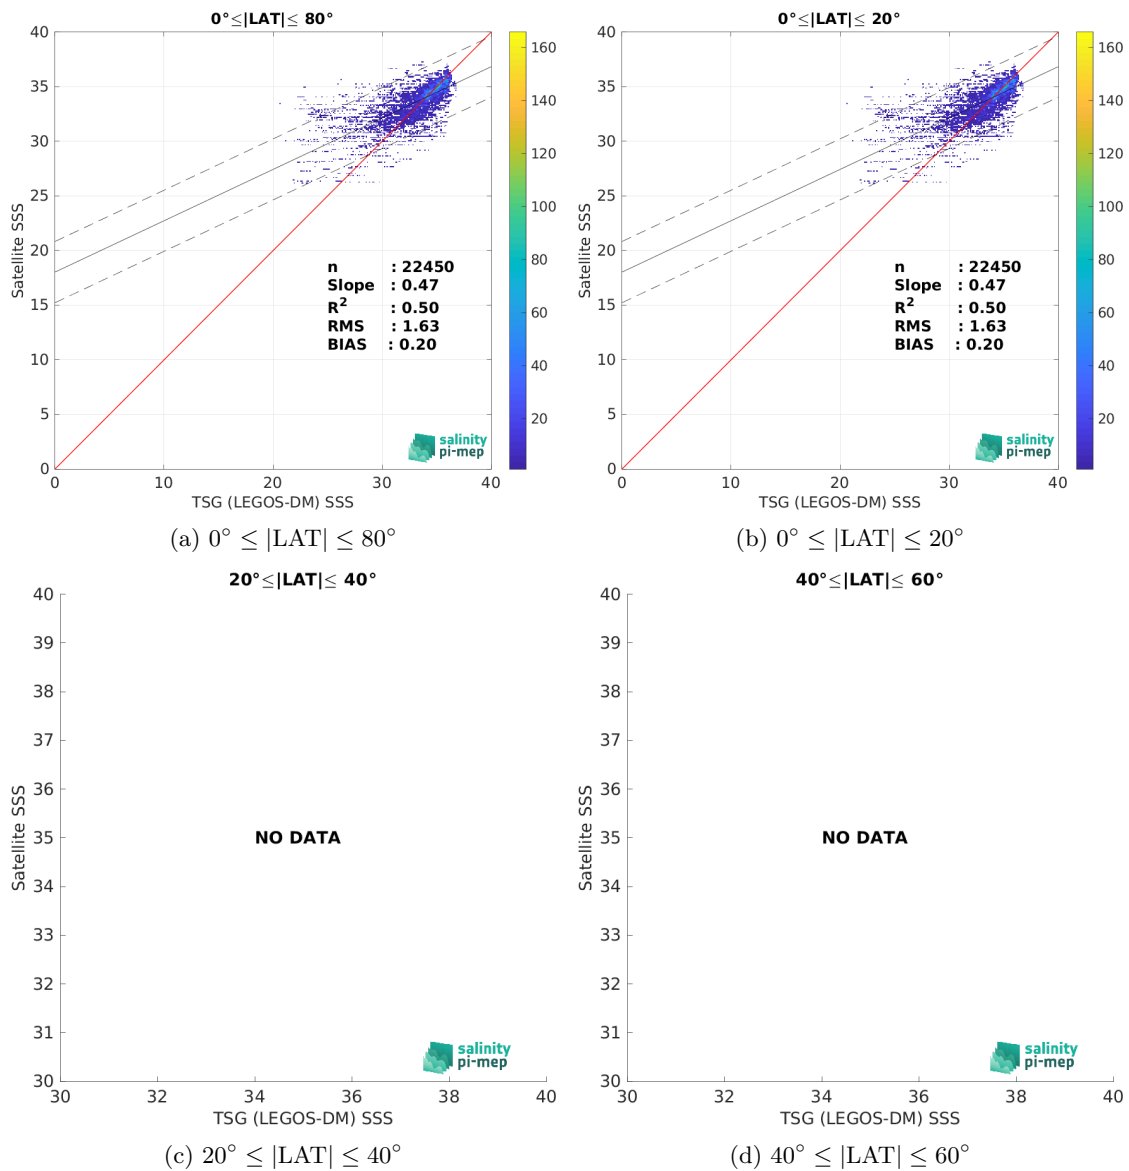 0°≤|LAT|≤ 80°
40
35
30
25
20
15
10
5
0
Satellite SSS
0
10
20
30
40
TSG (LEGOS-DM) SSS
160
140
120
100
80
60
40
20
n : 22450
Slope : 0.47
R2 : 0.50
RMS : 1.63
BIAS : 0.20
salinity
pi-mep
(a) 0° ≤ |LAT| ≤ 80°
0°≤|LAT|≤ 20°
40
35
30
25
20
15
10
5
0
Satellite SSS
0
10
20
30
40
TSG (LEGOS-DM) SSS
160
140
120
100
80
60
40
20
n : 22450
Slope : 0.47
R2 : 0.50
RMS : 1.63
BIAS : 0.20
salinity
pi-mep
(b) 0° ≤ |LAT| ≤ 20°
20°≤|LAT|≤ 40°
40
39
38
37
36
35
34
33
32
31
30
Satellite SSS
NO DATA
salinity
pi-mep
30
32
34
36
38
40
TSG (LEGOS-DM) SSS
(c) 20° ≤ |LAT| ≤ 40°
40°≤|LAT|≤ 60°
40
39
38
37
36
35
34
33
32
31
30
Satellite SSS
NO DATA
salinity
pi-mep
30
32
34
36
38
40
TSG (LEGOS-DM) SSS
(d) 40° ≤ |LAT| ≤ 60°